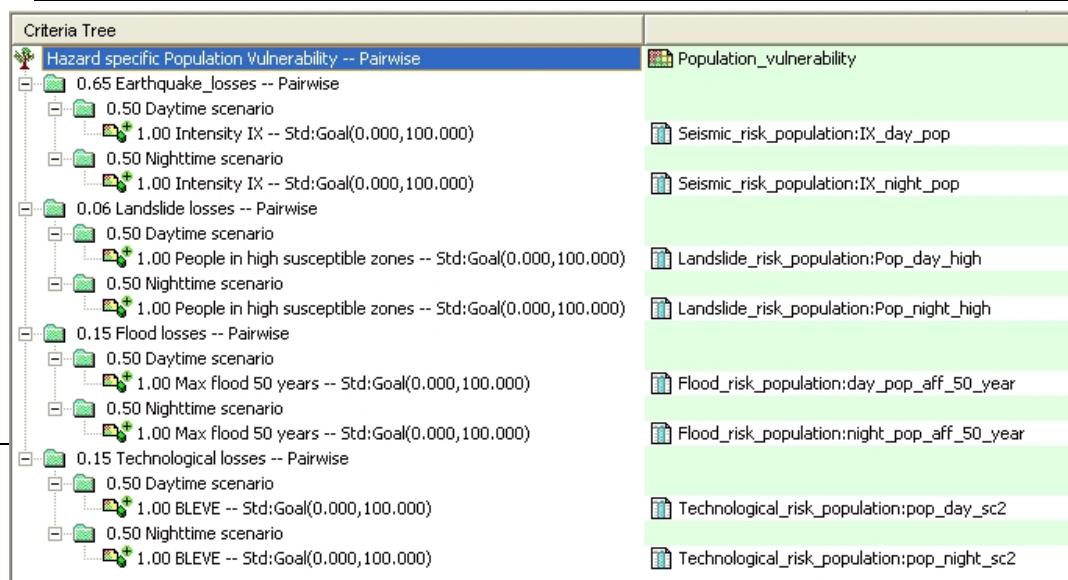 Criteria Tree
Hazard specific Population Vulnerability -- Pairwise Population_vulnerability
0.65 Earthquake_losses -- Pairwise
0.50 Daytime scenario
1.00 Intensity IX -- Std:Goal(0.000,100.000) Seismic_risk_population:IX_day_pop
0.50 Nighttime scenario
1.00 Intensity IX -- Std:Goal(0.000,100.000) Seismic_risk_population:IX_night_pop
0.06 Landslide losses -- Pairwise
0.50 Daytime scenario
1.00 People in high susceptible zones -- Std:Goal(0.000,100.000) Landslide_risk_population:Pop_day_high
0.50 Nighttime scenario
1.00 People in high susceptible zones -- Std:Goal(0.000,100.000) Landslide_risk_population:Pop_night_high
0.15 Flood losses -- Pairwise
0.50 Daytime scenario
1.00 Max flood 50 years -- Std:Goal(0.000,100.000) Flood_risk_population:day_pop_aff_50_year
0.50 Nighttime scenario
1.00 Max flood 50 years -- Std:Goal(0.000,100.000) Flood_risk_population:night_pop_aff_50_year
0.15 Technological losses -- Pairwise
0.50 Daytime scenario
1.00 BLEVE -- Std:Goal(0.000,100.000) Technological_risk_population:pop_day_sc2
0.50 Nighttime scenario
1.00 BLEVE -- Std:Goal(0.000,100.000) Technological_risk_population:pop_night_sc2